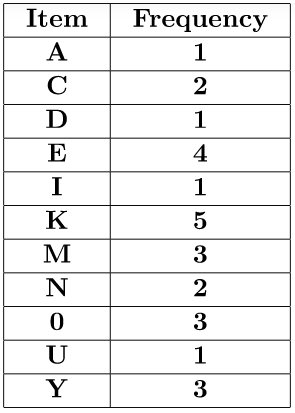 Item Frequency
A 1
C 2
D 1
E 4
I 1
K 5
M 3
N 2
0 3
U 1
Y 3